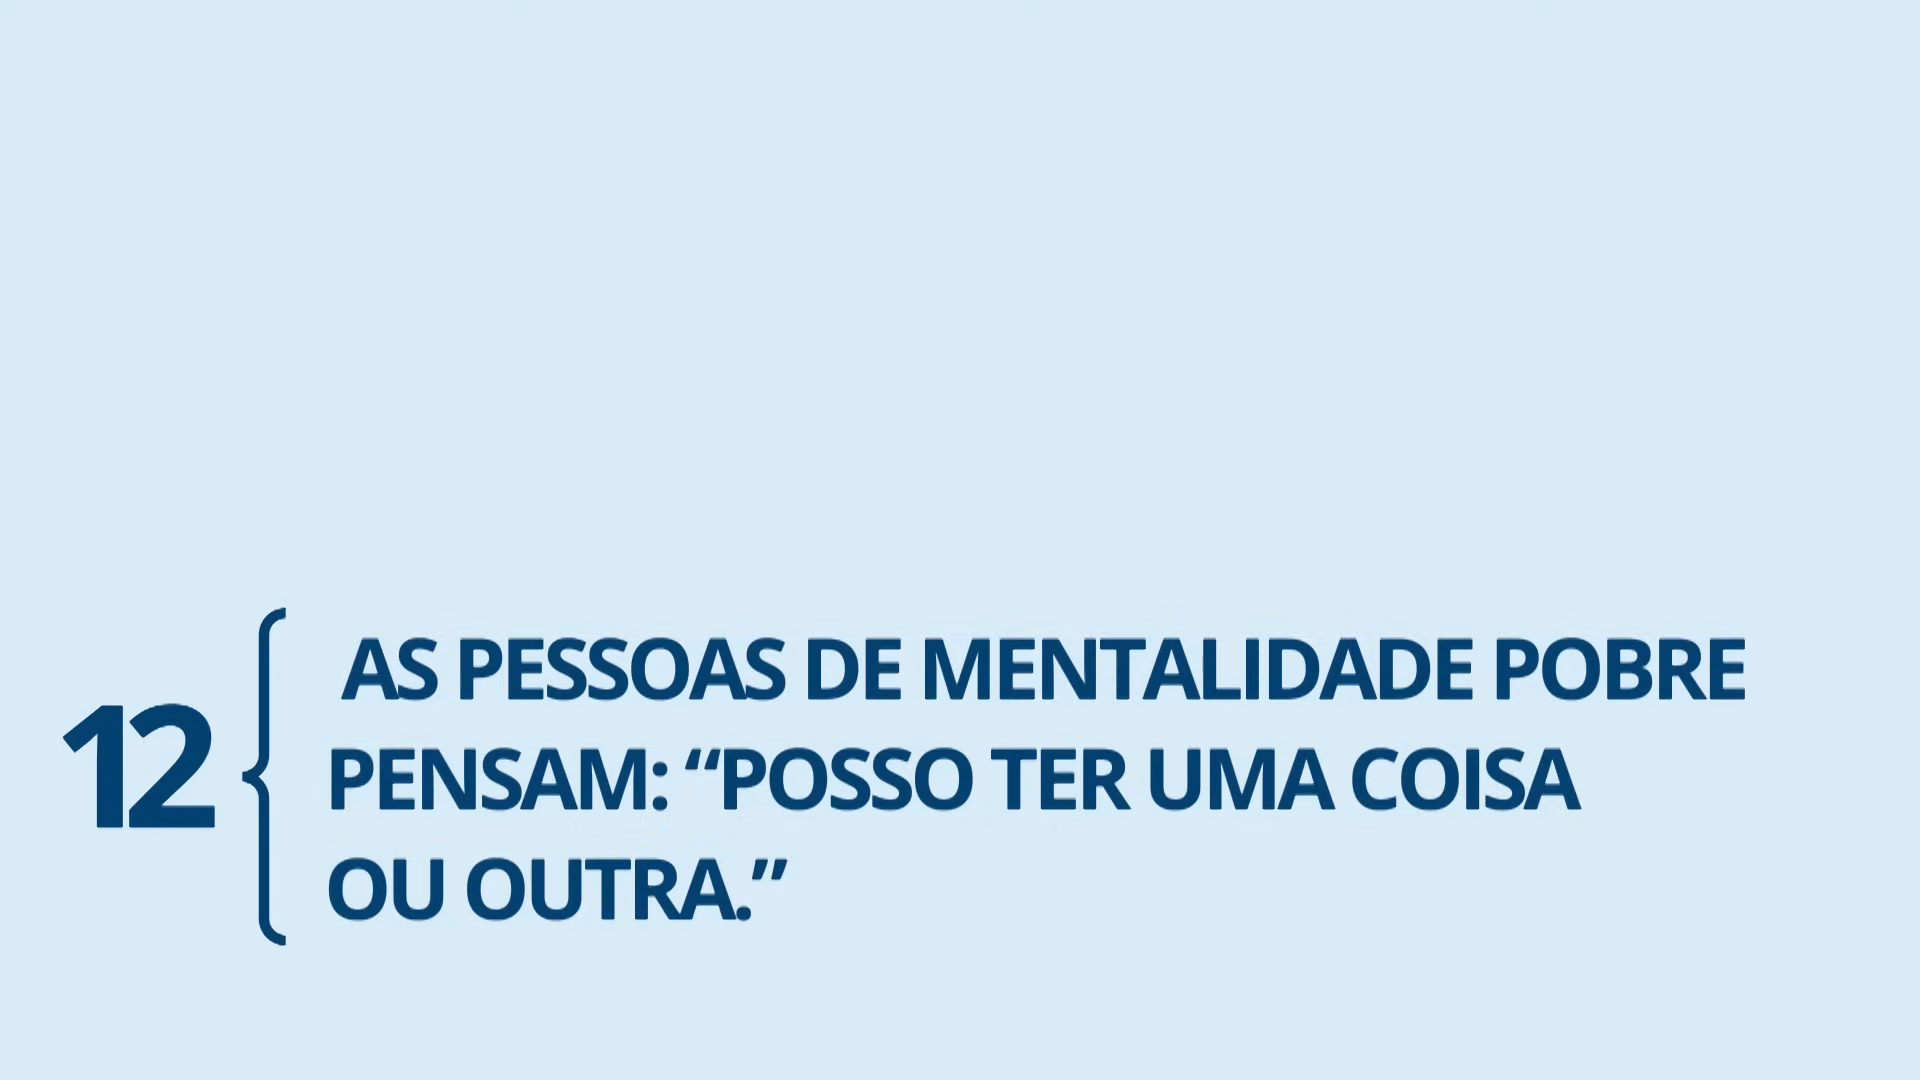 12
AS PESSOAS DE MENTALIDADE POBRE
PENSAM: “POSSO TER UMA COISA
OU OUTRA.”